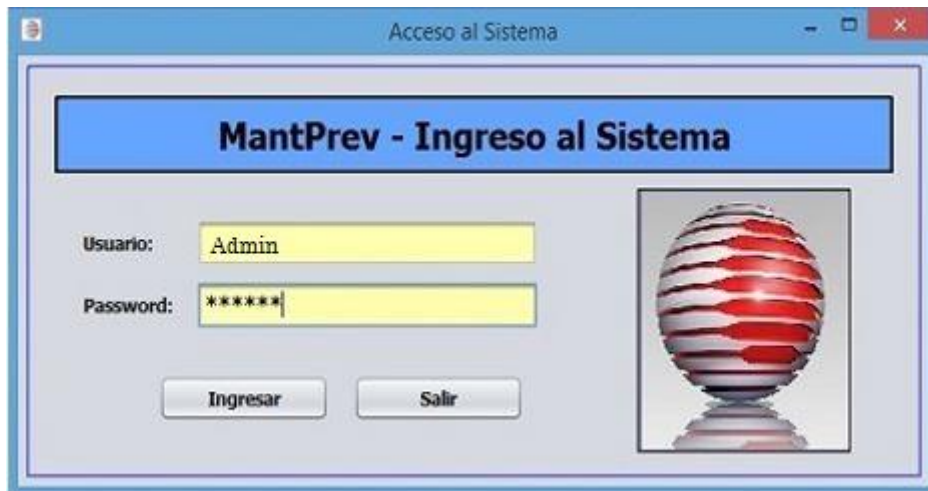 Acceso al Sistema
MantPrev - Ingreso al Sistema
Usuario: Admin
Password: ******
Ingresar Salir